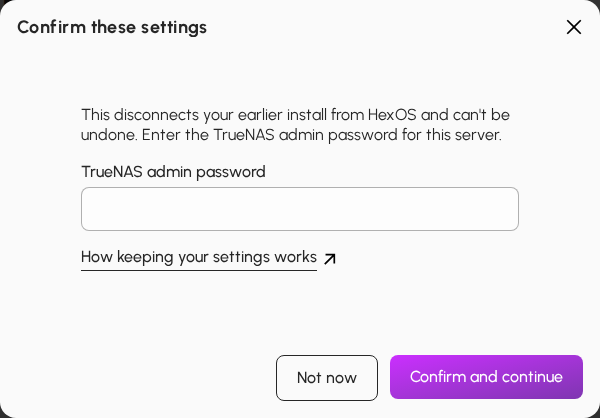 Confirm these settings
This disconnects your earlier install from HexOS and can't be
undone. Enter the TrueNAS admin password for this server.
TrueNAS admin password
How keeping your settings works
Not now
Confirm and continue